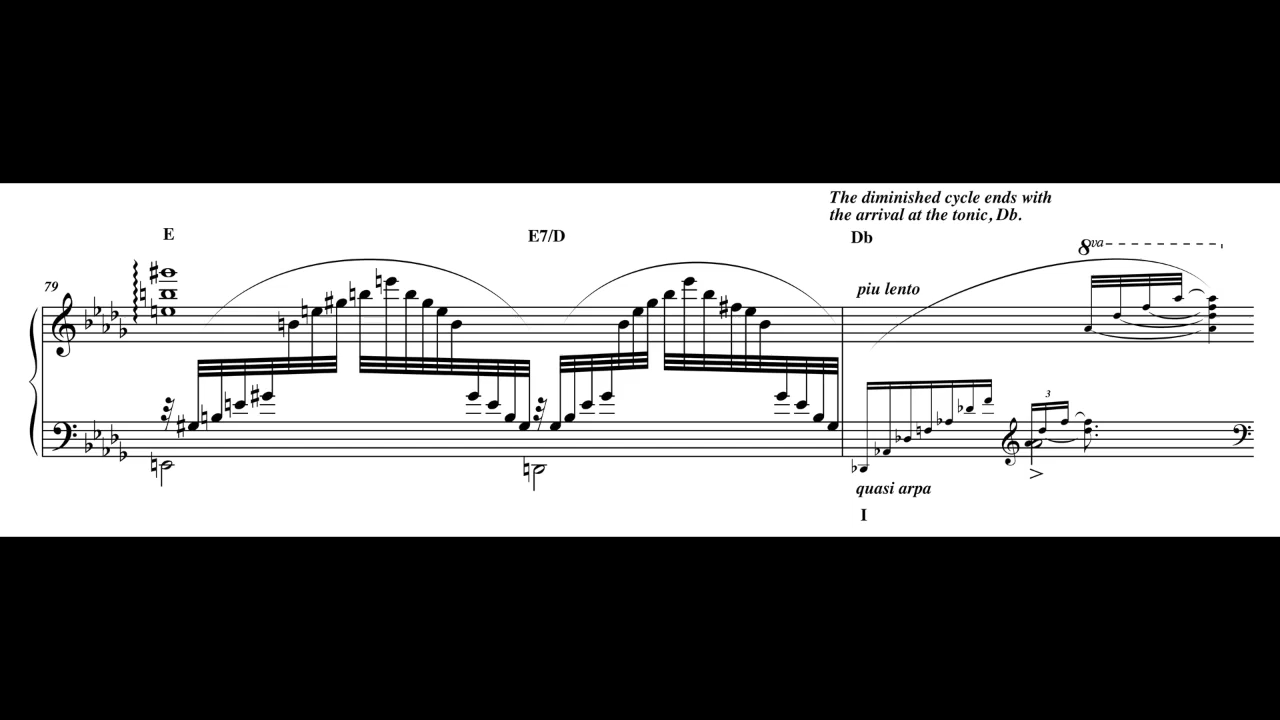 The diminished cycle ends with
the arrival at the tonic, Db.
E
E7/D
Db
8va
79
piu lento
3
quasi arpa
I